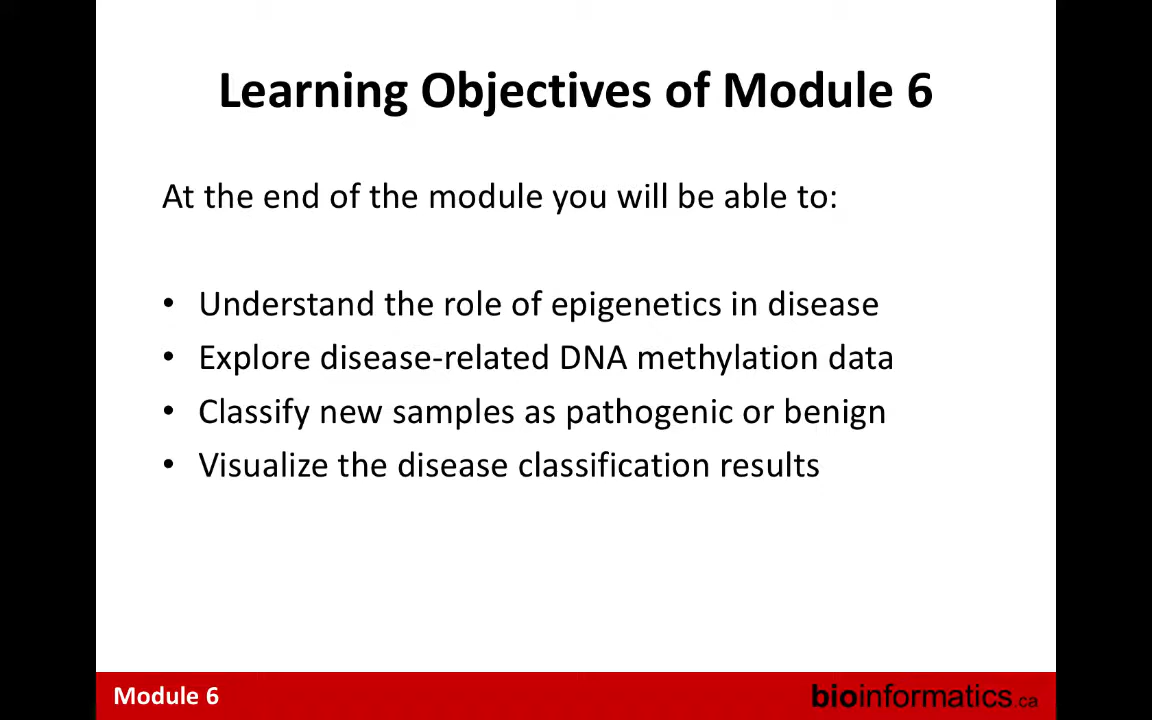 Learning Objectives of Module 6
At the end of the module you will be able to:
• Understand the role of epigenetics in disease
• Explore disease-related DNA methylation data
• Classify new samples as pathogenic or benign
• Visualize the disease classification results
Module 6
bioinformatics.ca